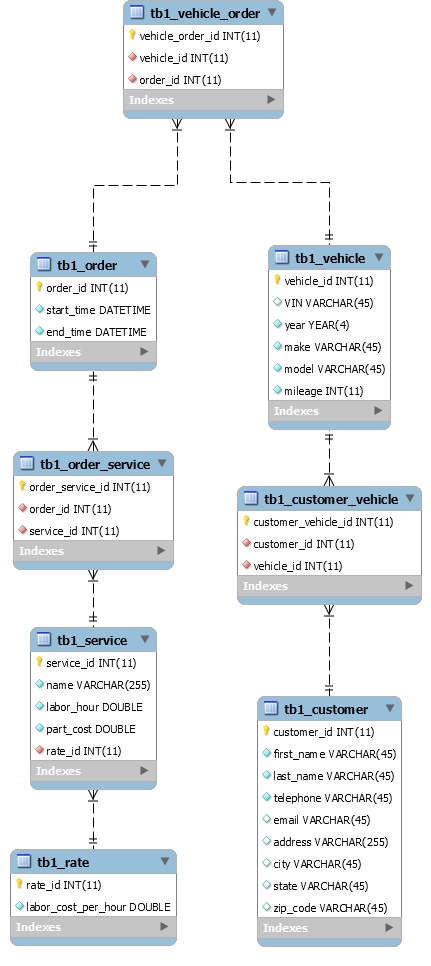 tb1_vehicle_order
vehicle_order_id INT(11)
vehicle_id INT(11)
order_id INT(11)
Indexes
tb1_order
order_id INT(11)
start_time DATETIME
end_time DATETIME
Indexes
tb1_vehicle
vehicle_id INT(11)
VIN VARCHAR(45)
year YEAR(4)
make VARCHAR(45)
model VARCHAR(45)
mileage INT(11)
Indexes
tb1_order_service
order_service_id INT(11)
order_id INT(11)
service_id INT(11)
Indexes
tb1_customer_vehicle
customer_vehicle_id INT(11)
customer_id INT(11)
vehicle_id INT(11)
Indexes
tb1_service
service_id INT(11)
name VARCHAR(255)
labor_hour DOUBLE
part_cost DOUBLE
rate_id INT(11)
Indexes
tb1_customer
customer_id INT(11)
first_name VARCHAR(45)
last_name VARCHAR(45)
telephone VARCHAR(45)
email VARCHAR(45)
address VARCHAR(255)
city VARCHAR(45)
state VARCHAR(45)
zip_code VARCHAR(45)
Indexes
tb1_rate
rate_id INT(11)
labor_cost_per_hour DOUBLE
Indexes